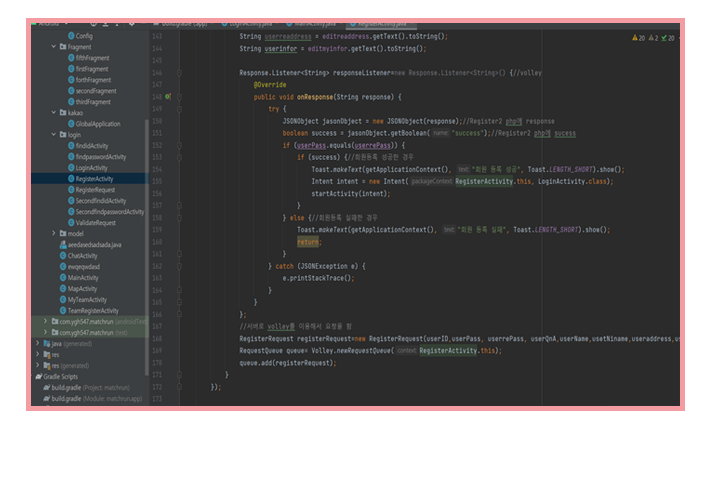 Config
Fragment
fifthFragment
firstFragment
forthFragment
secondFragment
thirdFragment
kakao
GlobalApplication
login
findidActivity
findpasswordActivity
LoginActivity
RegisterActivity
RegisterRequest
SecondfindidActivity
SecondfindpasswordActivity
ValidateRequest
model
aeedasedsadsada.java
ChatActivity
ewqeqwdasd
MainActivity
MapActivity
MyTeamActivity
TeamRegisterActivity
com.ygh547.matchrun (androidTest)
com.ygh547.matchrun (test)
java (generated)
res
res (generated)
Gradle Scripts
build.gradle (Project: matchrun)
build.gradle (Module: matchrun.app)
20 2 20
143 String userreaddress = editreaddress.getText().toString();
144 String userinfor = editmyinfor.getText().toString();
145
146 Response.Listener<String> responseListener=new Response.Listener<String>() {//volley
147 @Override
148 public void onResponse(String response) {
149 try {
150 JSONObject jasonObject = new JSONObject(response);//Register2 php에 response
151 boolean success = jasonObject.getBoolean( name: "success");//Register2 php에 sucess
152 if (userPass.equals(userrePass)) {
153 if (success) {//회원등록 성공한 경우
154 Toast.makeText(getApplicationContext(), text: "회원 등록 성공", Toast.LENGTH_SHORT).show();
155 Intent intent = new Intent( packageContext: RegisterActivity.this, LoginActivity.class);
156 startActivity(intent);
157 }
158 } else {//회원등록 실패한 경우
159 Toast.makeText(getApplicationContext(), text: "회원 등록 실패", Toast.LENGTH_SHORT).show();
160 return;
161 }
162 } catch (JSONException e) {
163 e.printStackTrace();
164 }
165 }
166 };
167 //서버로 volley를 이용해서 요청을 함
168 RegisterRequest registerRequest=new RegisterRequest(userID,userPass, userrePass, userQnA,userName,usetNiname,useraddress,us
169 RequestQueue queue= Volley.newRequestQueue( context: RegisterActivity.this);
170 queue.add(registerRequest);
171 }
172 });
173